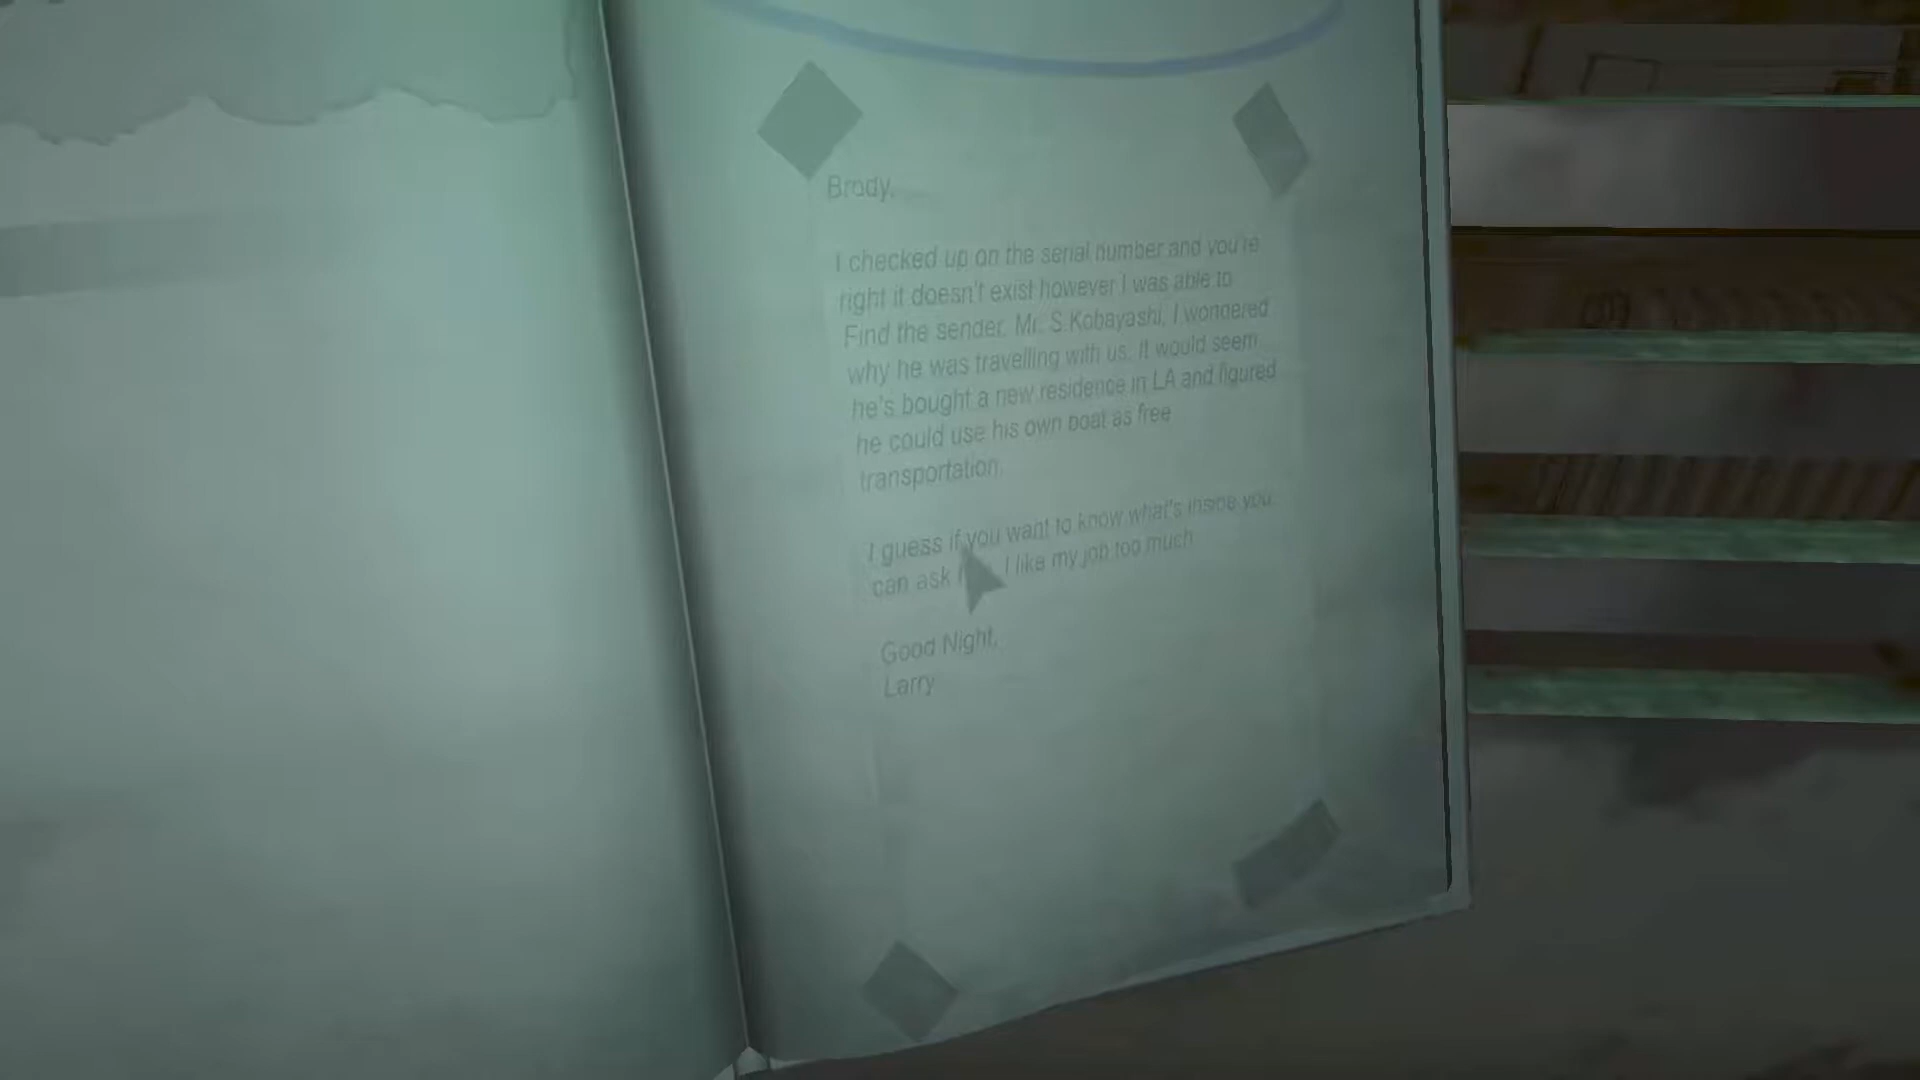 Brody,
I checked up on the serial number and you're
right it doesn't exist however I was able to
Find the sender. Mr. S.Kobayashi, I wondered
why he was travelling with us. It would seem
he's bought a new residence in LA and figured
he could use his own boat as free
transportation.
I guess if you want to know what's inside you
can ask I like my job too much
Good Night,
Larry